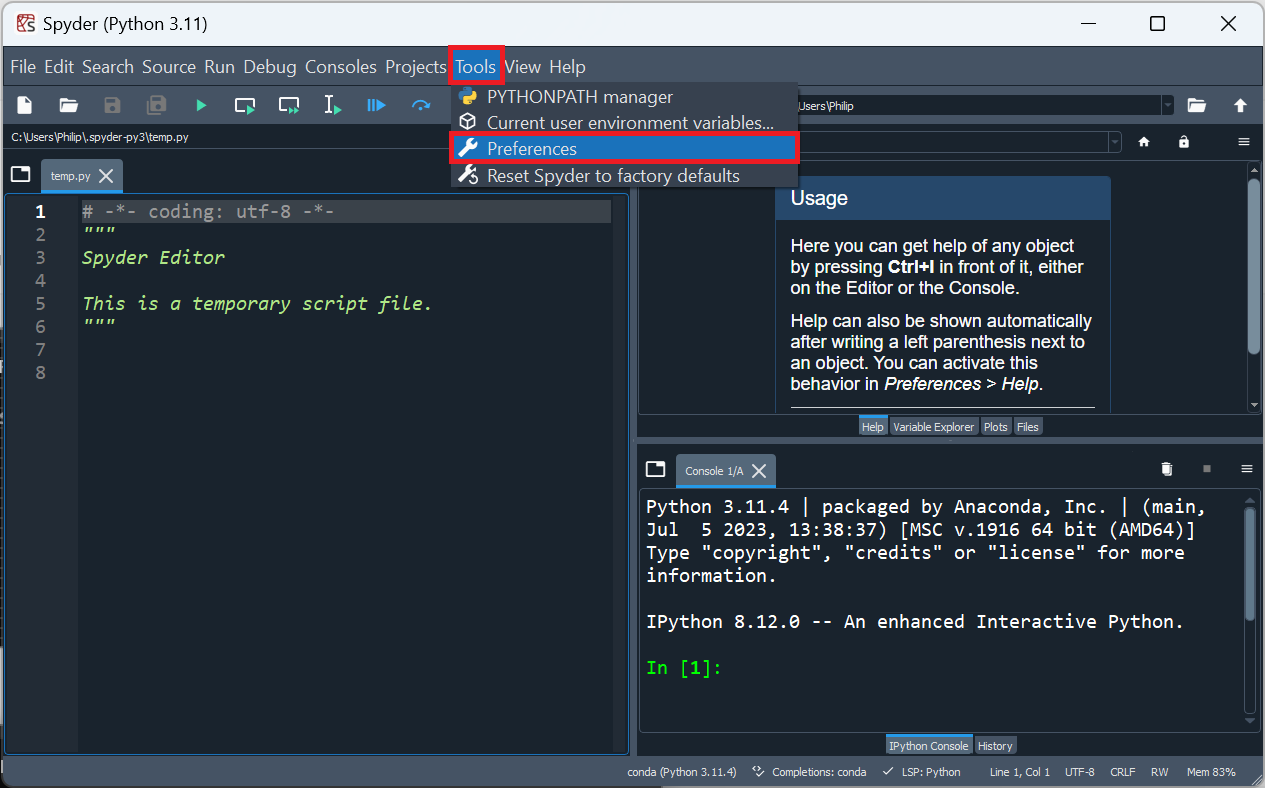 Spyder (Python 3.11)
File Edit Search Source Run Debug Consoles Projects Tools View Help
PYTHONPATH manager
Current user environment variables...
Preferences
Reset Spyder to factory defaults
Users\Philip
C:\Users\Philip\.spyder-py3\temp.py
temp.py
1 # -*- coding: utf-8 -*-
2 """
3 Spyder Editor
4
5 This is a temporary script file.
6 """
7
8
Usage
Here you can get help of any object
by pressing Ctrl+I in front of it, either
on the Editor or the Console.
Help can also be shown automatically
after writing a left parenthesis next to
an object. You can activate this
behavior in Preferences > Help.
Help Variable Explorer Plots Files
Console 1/A
Python 3.11.4 | packaged by Anaconda, Inc. | (main,
Jul  5 2023, 13:38:37) [MSC v.1916 64 bit (AMD64)]
Type "copyright", "credits" or "license" for more
information.
IPython 8.12.0 -- An enhanced Interactive Python.
In [1]:
IPython Console History
conda (Python 3.11.4) Completions: conda LSP: Python Line 1, Col 1 UTF-8 CRLF RW Mem 83%